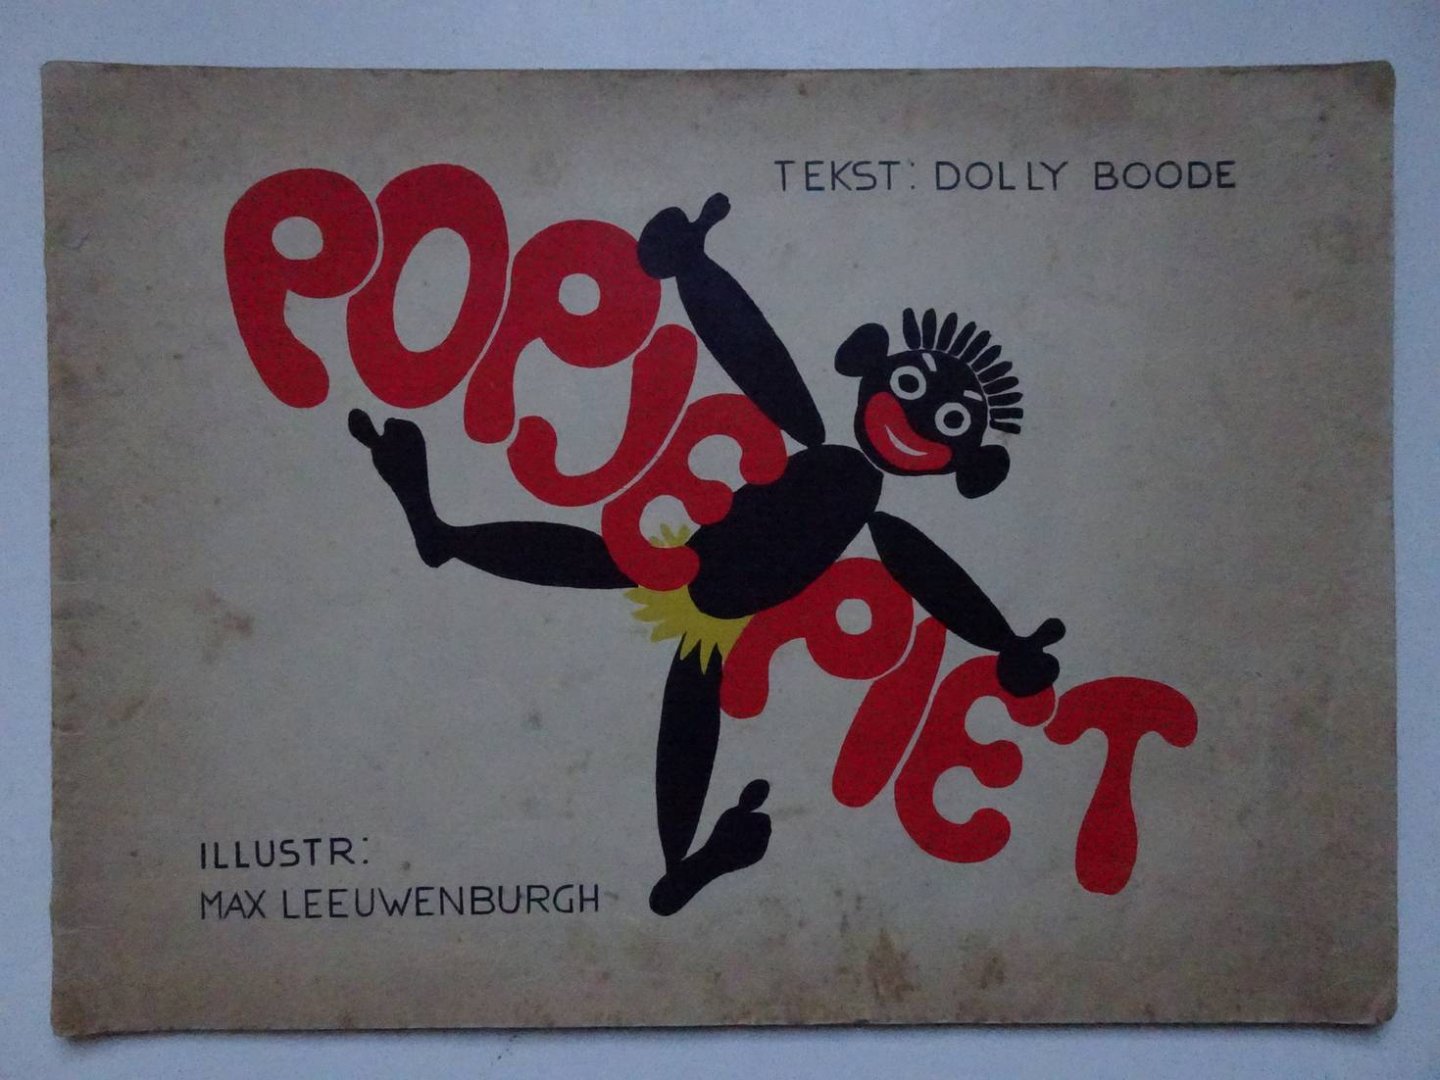 TEKST: DOLLY BOODE
POPJE
PIET
ILLUSTR:
MAX LEEUWENBURGH